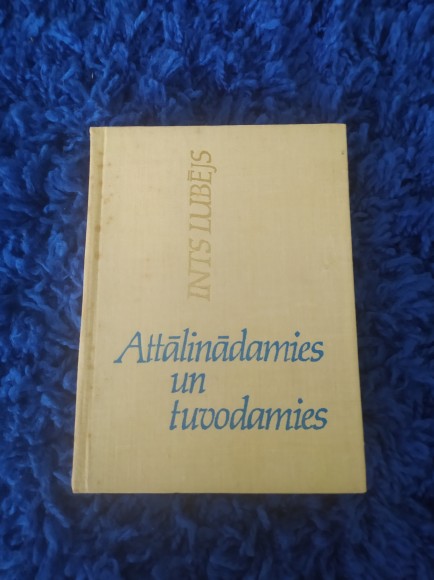 INTS LUBĒJS
Attālinādamies
un
tuvodamies